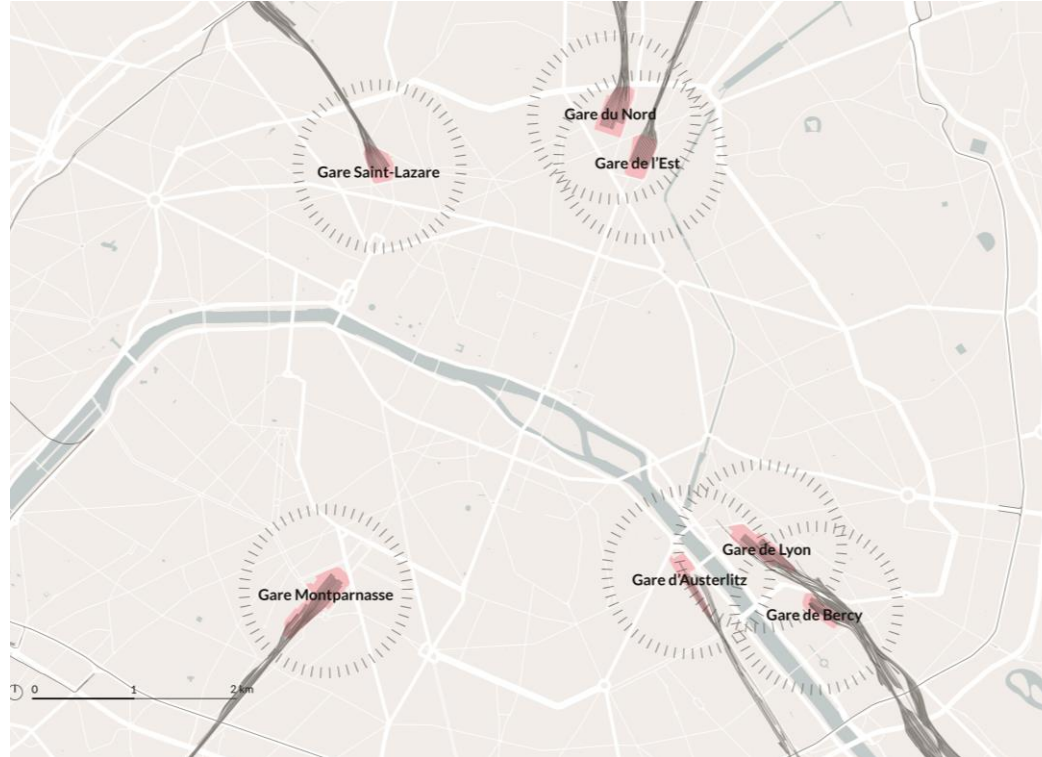 Gare du Nord
Gare de l'Est
Gare Saint-Lazare
Gare de Lyon
Gare d'Austerlitz
Gare Montparnasse
Gare de Bercy
0 1 2 km